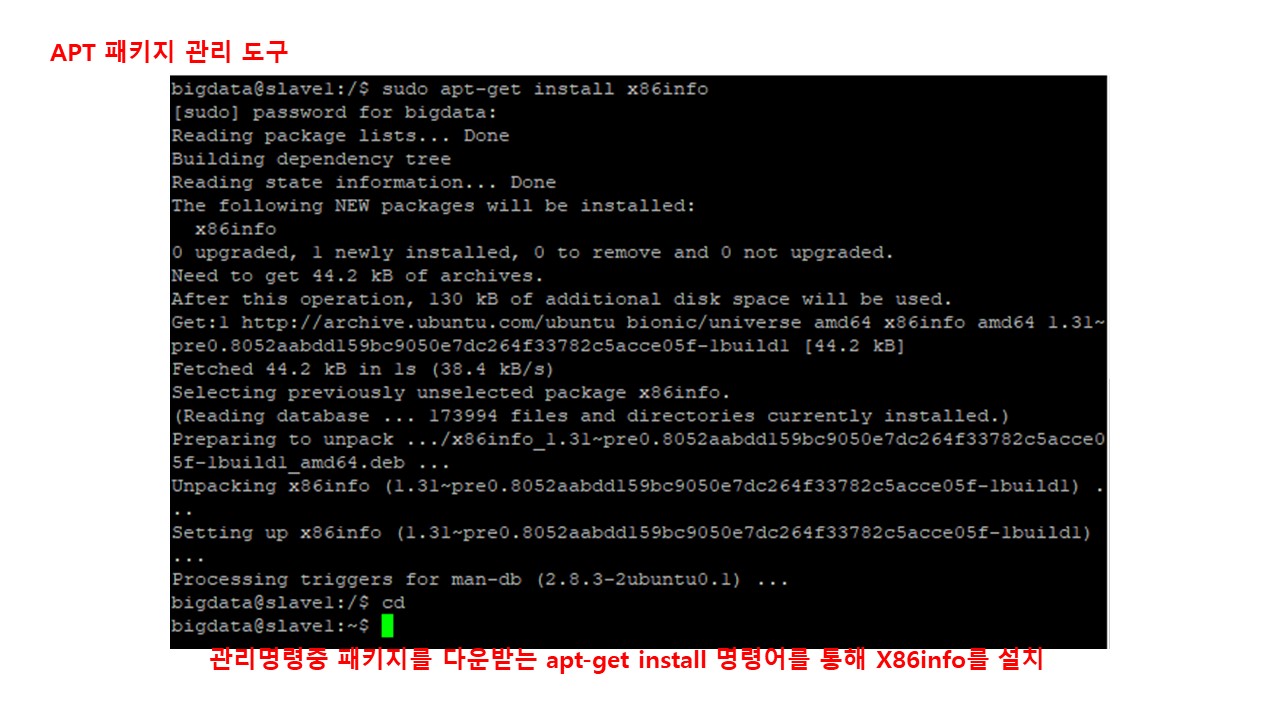 APT 패키지 관리 도구
bigdata@slave1:/$ sudo apt-get install x86info
[sudo] password for bigdata:
Reading package lists... Done
Building dependency tree
Reading state information... Done
The following NEW packages will be installed:
  x86info
0 upgraded, 1 newly installed, 0 to remove and 0 not upgraded.
Need to get 44.2 kB of archives.
After this operation, 130 kB of additional disk space will be used.
Get:1 http://archive.ubuntu.com/ubuntu bionic/universe amd64 x86info amd64 1.31~
pre0.8052aabdd159bc9050e7dc264f33782c5acce05f-1build1 [44.2 kB]
Fetched 44.2 kB in 1s (38.4 kB/s)
Selecting previously unselected package x86info.
(Reading database ... 173994 files and directories currently installed.)
Preparing to unpack .../x86info_1.31~pre0.8052aabdd159bc9050e7dc264f33782c5acce0
5f-1build1_amd64.deb ...
Unpacking x86info (1.31~pre0.8052aabdd159bc9050e7dc264f33782c5acce05f-1build1) .
..
Setting up x86info (1.31~pre0.8052aabdd159bc9050e7dc264f33782c5acce05f-1build1)
...
Processing triggers for man-db (2.8.3-2ubuntu0.1) ...
bigdata@slave1:/$ cd
bigdata@slave1:~$
관리명령중 패키지를 다운받는 apt-get install 명령어를 통해 X86info를 설치